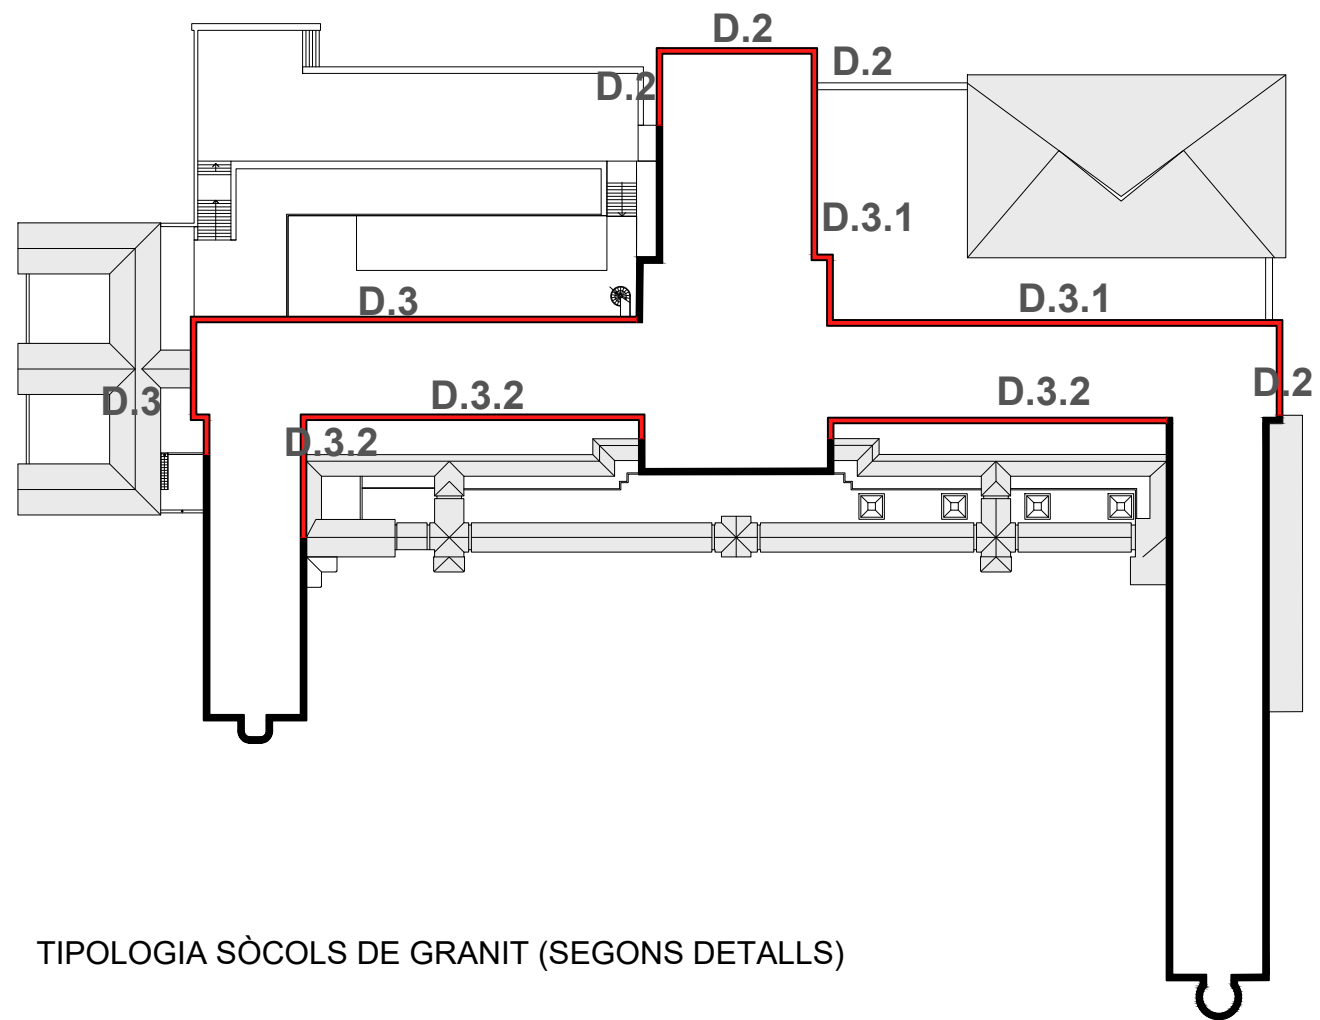 D.2
D.2
D.2
D.3.1
D.3
D.3.1
D.3
D.3.2
D.3.2
D.2
D.3.2
TIPOLOGIA SÒCOLS DE GRANIT (SEGONS DETALLS)